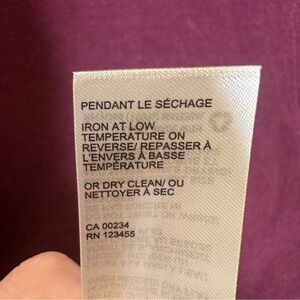 PENDANT LE SÉCHAGE
IRON AT LOW
TEMPERATURE ON
REVERSE/ REPASSER À
L'ENVERS À BASSE
TEMPÉRATURE
OR DRY CLEAN/ OU
NETTOYER À SEC
CA 00234
RN 123455